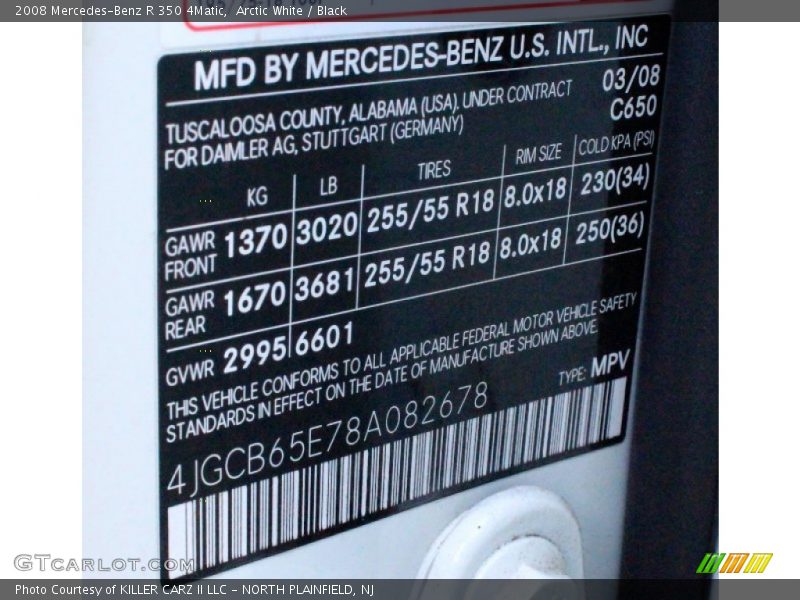 2008 Mercedes-Benz R 350 4Matic, Arctic White / Black
MFD BY MERCEDES-BENZ U.S. INTL., INC
TUSCALOOSA COUNTY, ALABAMA (USA). UNDER CONTRACT 03/08
FOR DAIMLER AG, STUTTGART (GERMANY) C650
KG LB TIRES RIM SIZE COLD KPA (PSI)
GAWR FRONT 1370 3020 255/55 R18 8.0x18 230(34)
GAWR REAR 1670 3681 255/55 R18 8.0x18 250(36)
GVWR 2995 6601
THIS VEHICLE CONFORMS TO ALL APPLICABLE FEDERAL MOTOR VEHICLE SAFETY
STANDARDS IN EFFECT ON THE DATE OF MANUFACTURE SHOWN ABOVE.
TYPE: MPV
4JGCB65E78A082678
GTcarlot.com
Photo Courtesy of KILLER CARZ II LLC - NORTH PLAINFIELD, NJ